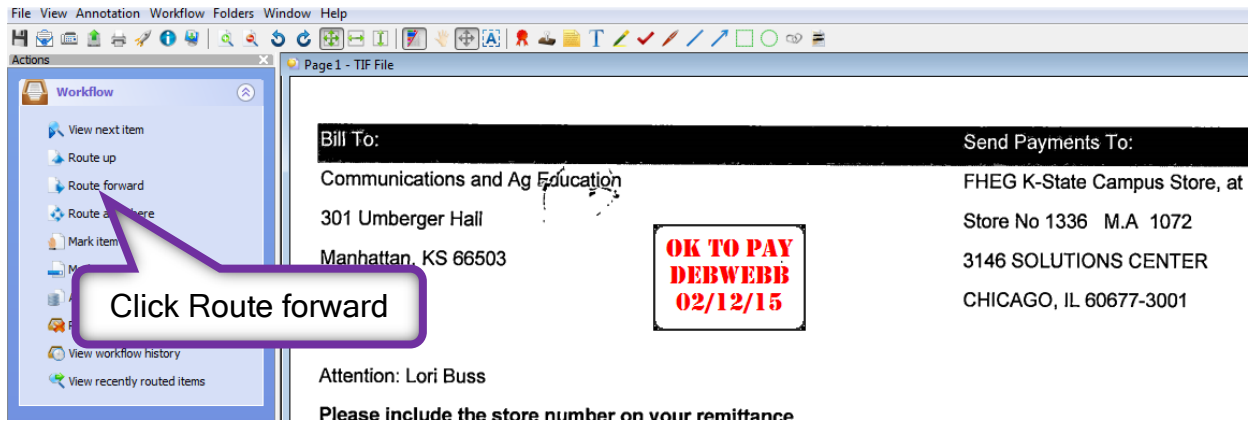 File View Annotation Workflow Folders Window Help
Actions
Page 1 - TIF File
Workflow
View next item
Route up
Route forward
Route here
Mark item
View workflow history
View recently routed items
Click Route forward
Bill To:
Send Payments To:
Communications and Ag Education
FHEG K-State Campus Store, at
301 Umberger Hall
Store No 1336 M.A 1072
Manhattan, KS 66503
3146 SOLUTIONS CENTER
CHICAGO, IL 60677-3001
OK TO PAY
DEBWEBB
02/12/15
Attention: Lori Buss
Please include the store number on your remittance